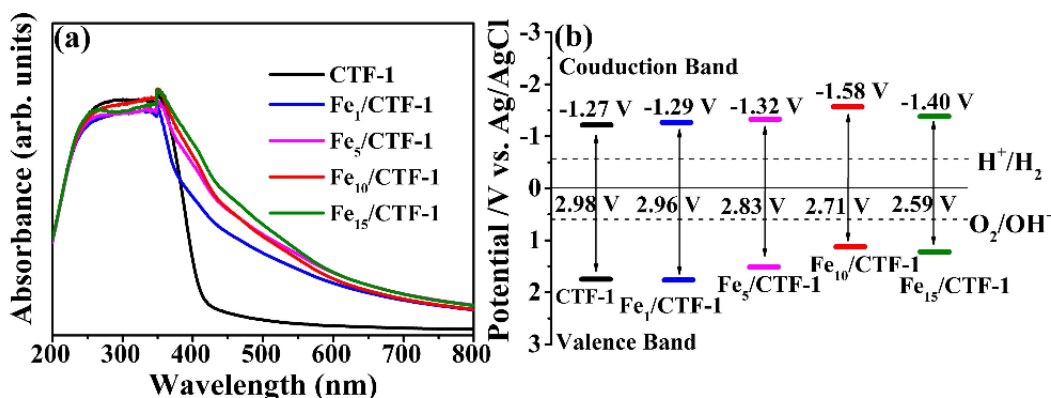 (a)
Absorbance (arb. units)
CTF-1
Fe₁/CTF-1
Fe₅/CTF-1
Fe₁₀/CTF-1
Fe₁₅/CTF-1
200 300 400 500 600 700 800
Wavelength (nm)
(b)
Potential /V vs. Ag/AgCl
-3
-2
-1
0
1
2
3
Couduction Band
-1.27 V -1.29 V -1.32 V -1.58 V -1.40 V
H⁺/H₂
2.98 V 2.96 V 2.83 V 2.71 V 2.59 V
O₂/OH⁻
CTF-1 Fe₁/CTF-1 Fe₅/CTF-1 Fe₁₀/CTF-1 Fe₁₅/CTF-1
Valence Band